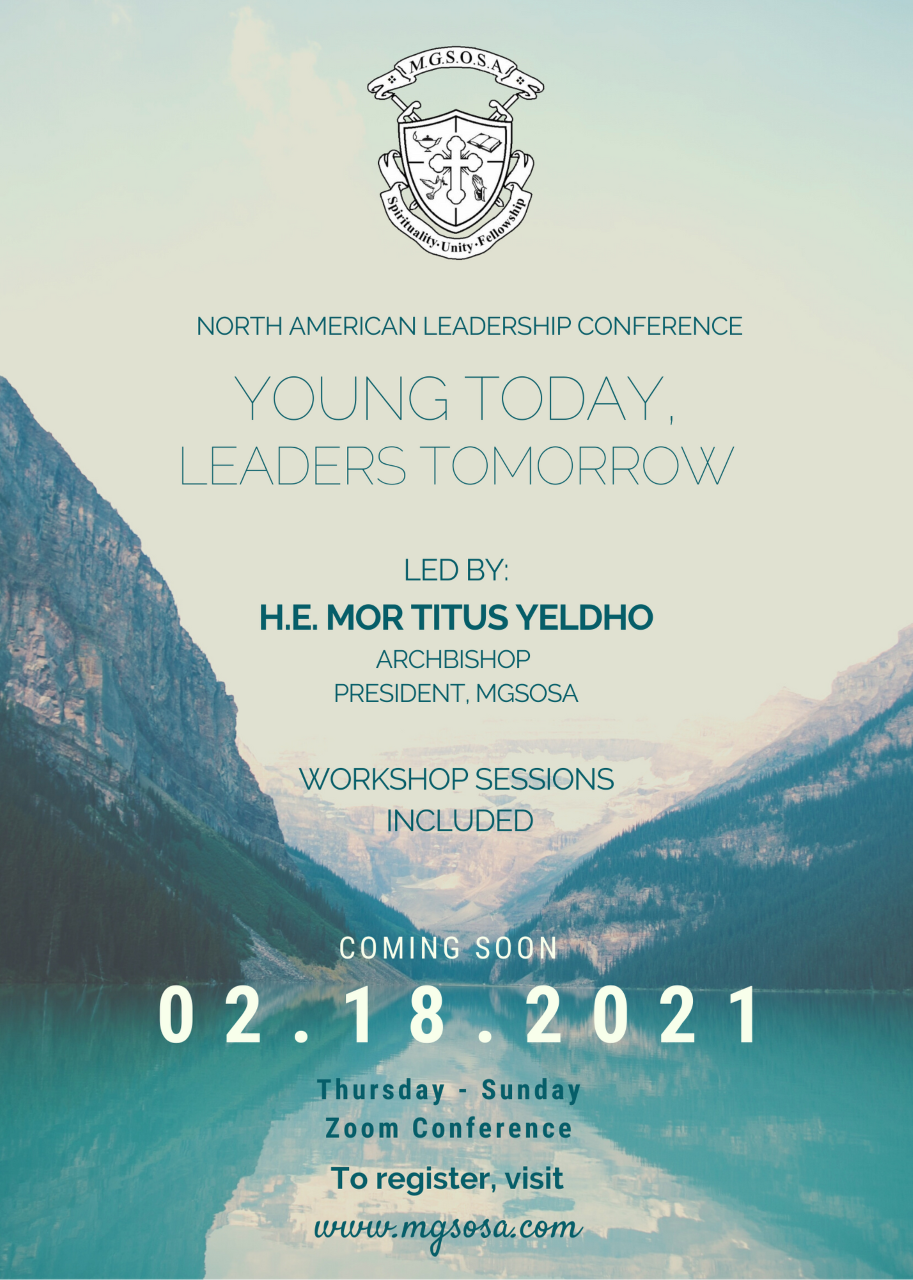 M.G.S.O.S.A
Spirituality·Unity·Fellowship
NORTH AMERICAN LEADERSHIP CONFERENCE
YOUNG TODAY,
LEADERS TOMORROW
LED BY:
H.E. MOR TITUS YELDHO
ARCHBISHOP
PRESIDENT, MGSOSA
WORKSHOP SESSIONS
INCLUDED
COMING SOON
02.18.2021
Thursday - Sunday
Zoom Conference
To register, visit
www.mgsosa.com